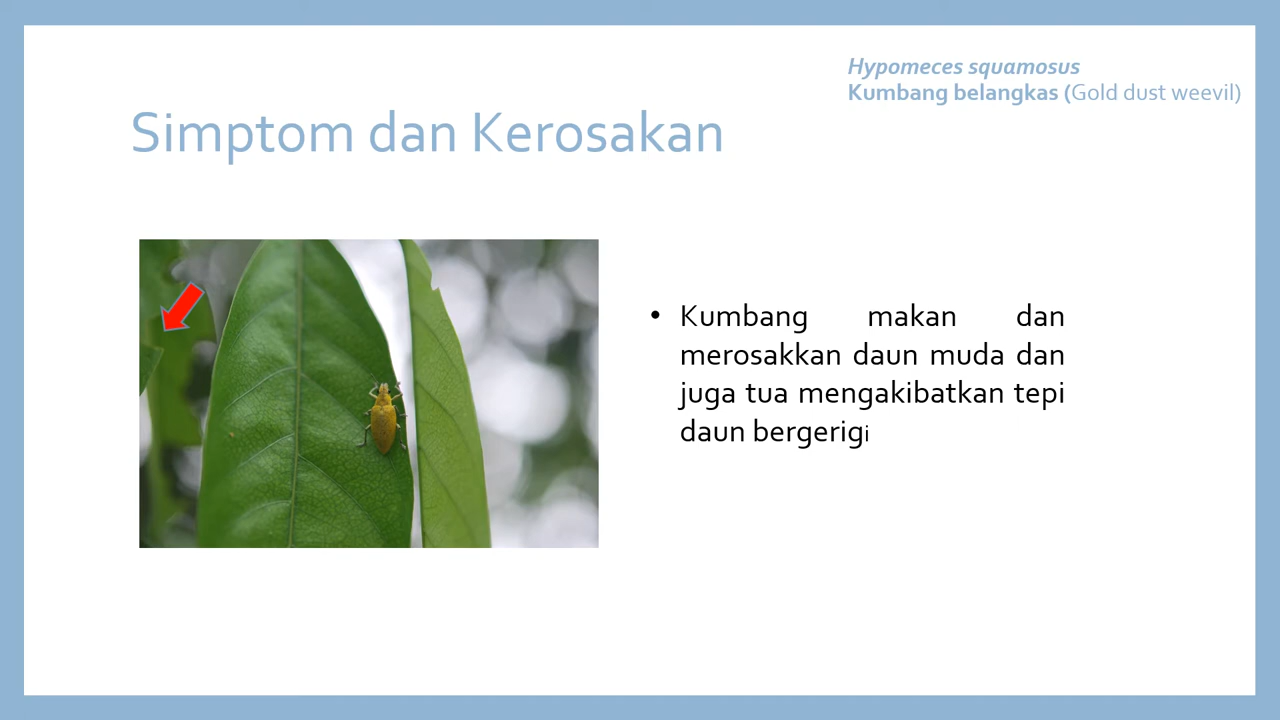 Hypomeces squamosus
Kumbang belangkas (Gold dust weevil)
Simptom dan Kerosakan
• Kumbang makan dan
merosakkan daun muda dan
juga tua mengakibatkan tepi
daun bergerigi